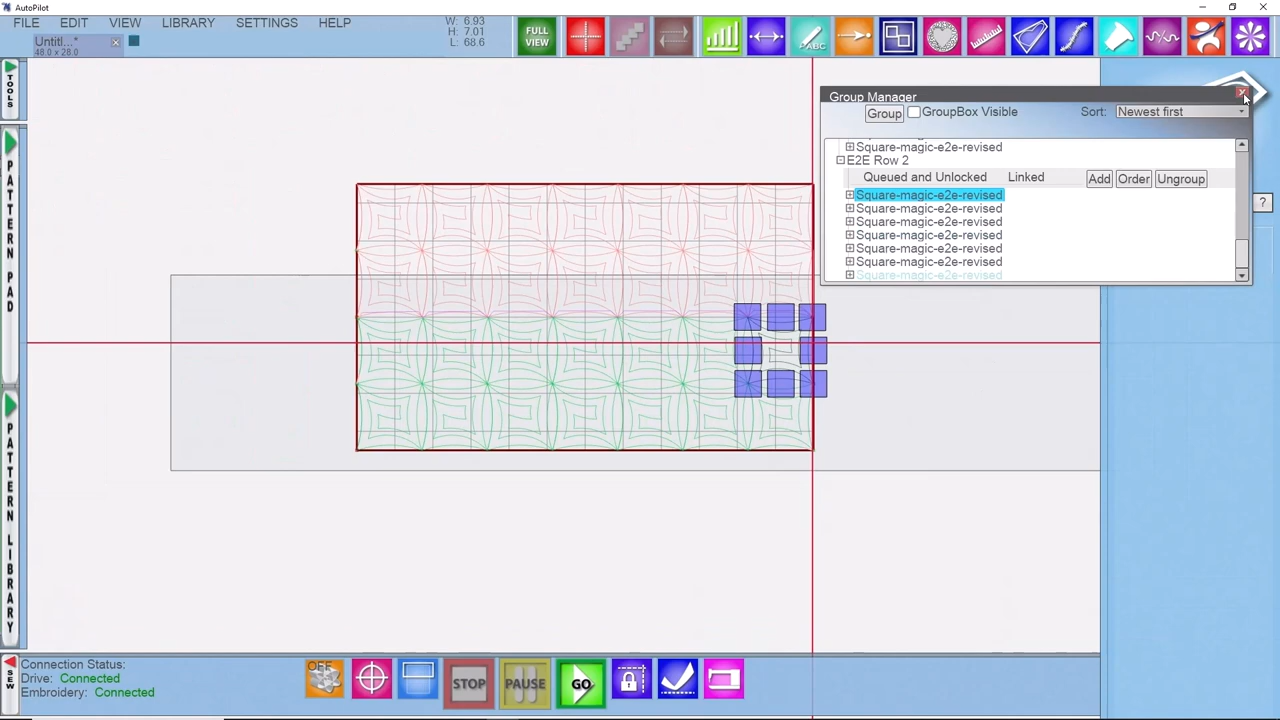 AutoPilot
FILE EDIT VIEW LIBRARY SETTINGS HELP
Untitl...*
48.0 x 28.0
W: 6.93
H: 7.01
L: 68.6
FULL VIEW
ABC
TOOLS
PATTERN PAD
PATTERN LIBRARY
SEW
Group Manager
Group GroupBox Visible Sort: Newest first
Square-magic-e2e-revised
E2E Row 2
Queued and Unlocked Linked Add Order Ungroup
Square-magic-e2e-revised
Square-magic-e2e-revised
Square-magic-e2e-revised
Square-magic-e2e-revised
Square-magic-e2e-revised
Square-magic-e2e-revised
Square-magic-e2e-revised
?
Connection Status:
Drive: Connected
Embroidery: Connected
OFF
STOP
PAUSE
GO